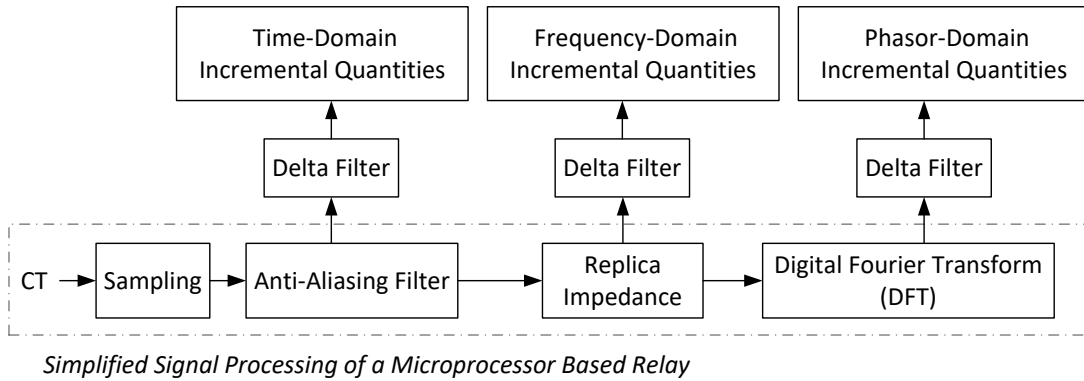 Time-Domain
Incremental Quantities
Frequency-Domain
Incremental Quantities
Phasor-Domain
Incremental Quantities
Delta Filter
Delta Filter
Delta Filter
CT
Sampling
Anti-Aliasing Filter
Replica
Impedance
Digital Fourier Transform
(DFT)
Simplified Signal Processing of a Microprocessor Based Relay